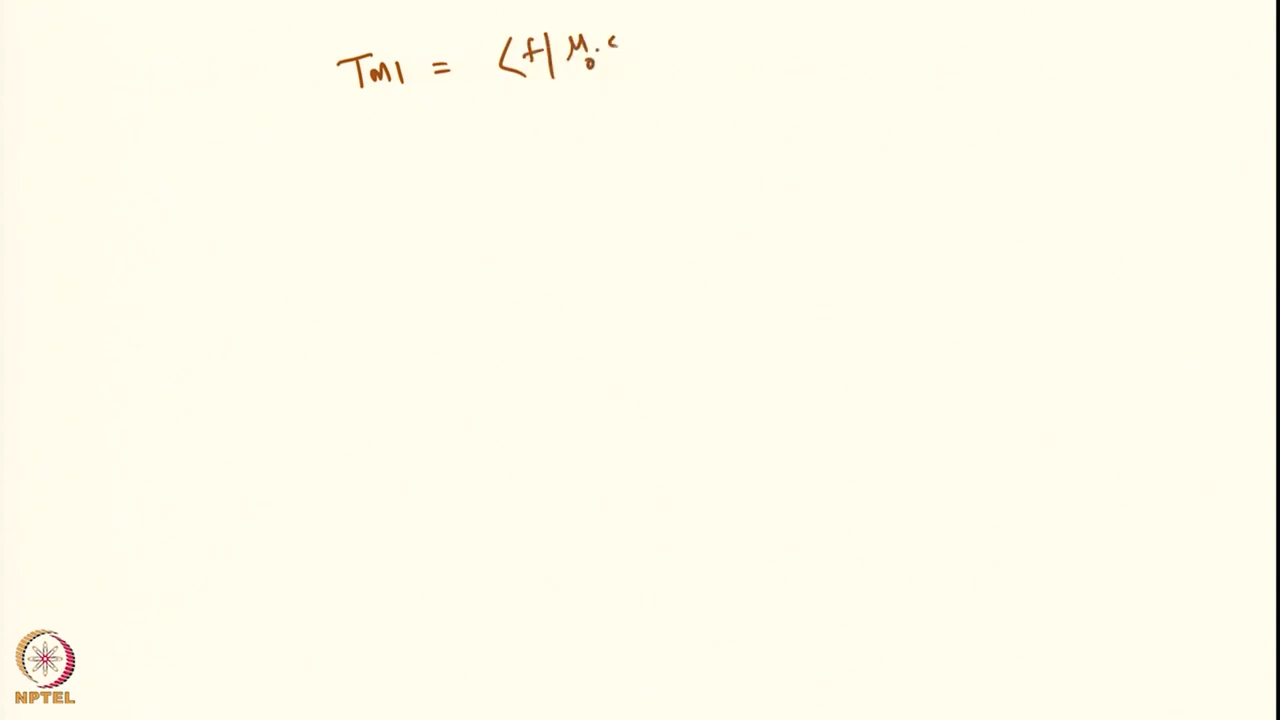 TM1 = ⟨f| μ₀. c
NPTEL